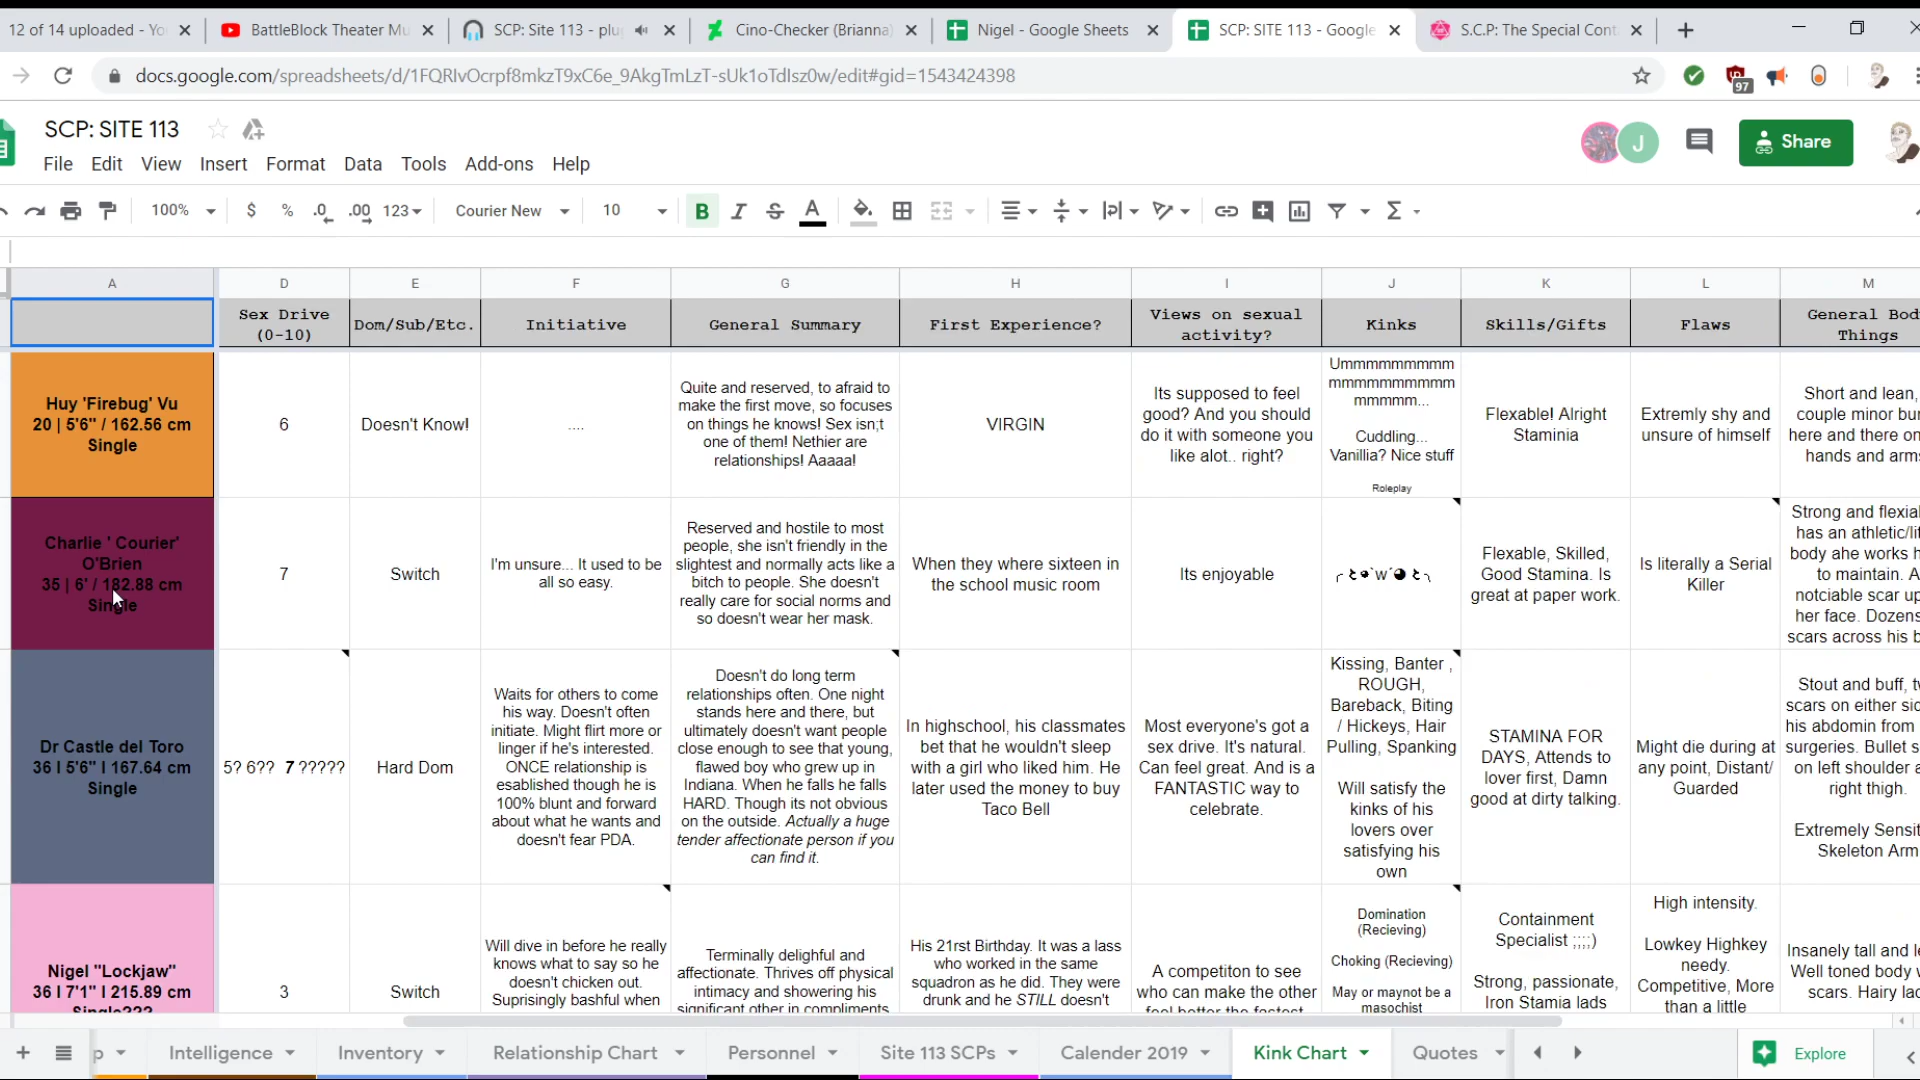 12 of 14 uploaded - Yo
BattleBlock Theater Mu
SCP: Site 113 - plu
Cino-Checker (Brianna)
Nigel - Google Sheets
SCP: SITE 113 - Google
S.C.P: The Special Cont
docs.google.com/spreadsheets/d/1FQRIvOcrpf8mkzT9xC6e_9AkgTmLzT-sUk1oTdIsz0w/edit#gid=1543424398
97
SCP: SITE 113
J
Share
File Edit View Insert Format Data Tools Add-ons Help
100% $ % .0 .00 123 Courier New 10 B I S A
A D E F G H I J K L M
Sex Drive
(0-10)
Dom/Sub/Etc.
Initiative
General Summary
First Experience?
Views on sexual
activity?
Kinks
Skills/Gifts
Flaws
General Body
Things
Huy 'Firebug' Vu
20 | 5'6" / 162.56 cm
Single
6
Doesn't Know!
....
Quite and reserved, to afraid to
make the first move, so focuses
on things he knows! Sex isn;t
one of them! Nethier are
relationships! Aaaaa!
VIRGIN
Its supposed to feel
good? And you should
do it with someone you
like alot.. right?
Ummmmmmmmm
mmmmmmmmmm
mmmmm...
Cuddling...
Vanillia? Nice stuff
Roleplay
Flexable! Alright
Staminia
Extremly shy and
unsure of himself
Short and lean,
couple minor bur
here and there on
hands and arms
Charlie ' Courier'
O'Brien
35 | 6' / 182.88 cm
Single
7
Switch
I'm unsure... It used to be
all so easy.
Reserved and hostile to most
people, she isn't friendly in the
slightest and normally acts like a
bitch to people. She doesn't
really care for social norms and
so doesn't wear her mask.
When they where sixteen in
the school music room
Its enjoyable
Flexable, Skilled,
Good Stamina. Is
great at paper work.
Is literally a Serial
Killer
Strong and flexial
has an athletic/lit
body ahe works h
to maintain. A
notciable scar up
her face. Dozens
scars across his b
Dr Castle del Toro
36 I 5'6" I 167.64 cm
Single
5? 6?? 7 ?????
Hard Dom
Waits for others to come
his way. Doesn't often
initiate. Might flirt more or
linger if he's interested.
ONCE relationship is
esablished though he is
100% blunt and forward
about what he wants and
doesn't fear PDA.
Doesn't do long term
relationships often. One night
stands here and there, but
ultimately doesn't want people
close enough to see that young,
flawed boy who grew up in
Indiana. When he falls he falls
HARD. Though its not obvious
on the outside. Actually a huge
tender affectionate person if you
can find it.
In highschool, his classmates
bet that he wouldn't sleep
with a girl who liked him. He
later used the money to buy
Taco Bell
Most everyone's got a
sex drive. It's natural.
Can feel great. And is a
FANTASTIC way to
celebrate.
Kissing, Banter ,
ROUGH,
Bareback, Biting
/ Hickeys, Hair
Pulling, Spanking
Will satisfy the
kinks of his
lovers over
satisfying his
own
STAMINA FOR
DAYS, Attends to
lover first, Damn
good at dirty talking.
Might die during at
any point, Distant/
Guarded
Stout and buff, tw
scars on either sid
his abdomin from
surgeries. Bullet s
on left shoulder a
right thigh.
Extremely Sensit
Skeleton Arm
Nigel "Lockjaw"
36 I 7'1" I 215.89 cm
Single???
3
Switch
Will dive in before he really
knows what to say so he
doesn't chicken out.
Suprisingly bashful when
Terminally delighful and
affectionate. Thrives off physical
intimacy and showering his
significant other in compliments.
His 21rst Birthday. It was a lass
who worked in the same
squadron as he did. They were
drunk and he STILL doesn't
A competiton to see
who can make the other
feel better the fastest
Domination
(Recieving)
Choking (Recieving)
May or maynot be a
masochist
Containment
Specialist ;;;;)
Strong, passionate,
Iron Stamia lads
High intensity.
Lowkey Highkey
needy.
Competitive, More
than a little
Insanely tall and le
Well toned body w
scars. Hairy lad
p Intelligence Inventory Relationship Chart Personnel Site 113 SCPs Calender 2019 Kink Chart Quotes Explore